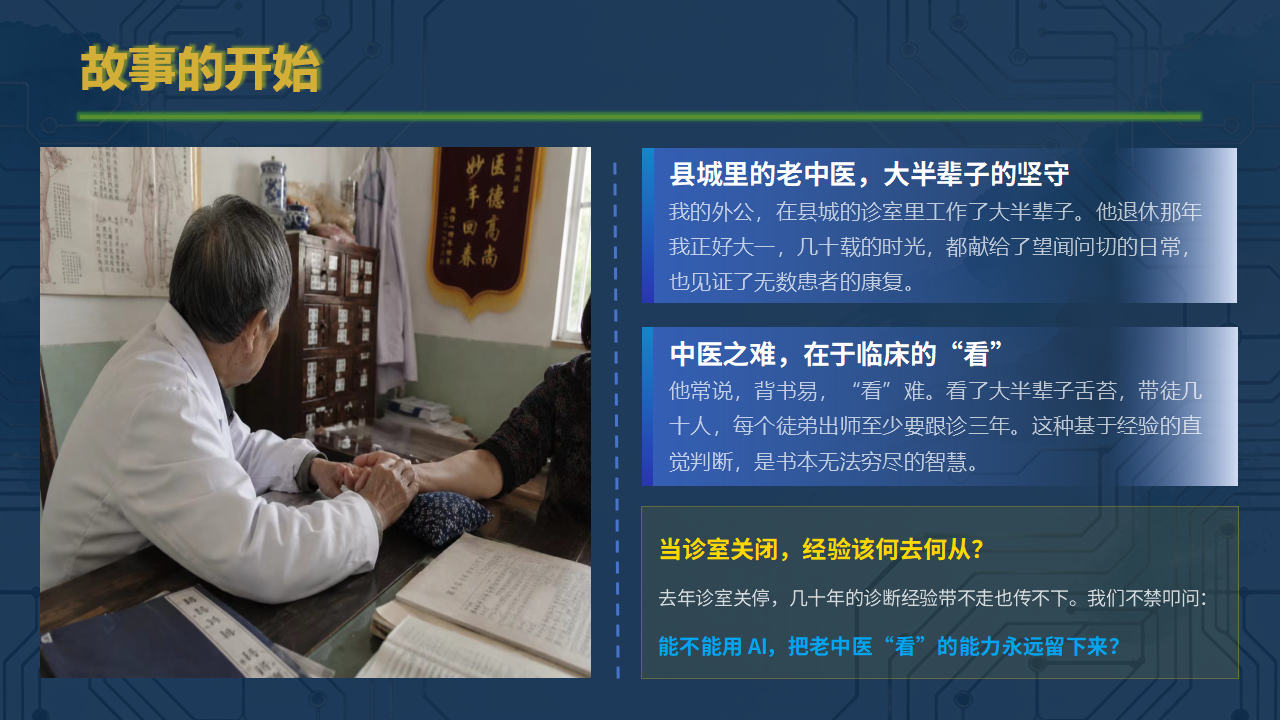 故事的开始
医德高尚
妙手回春
县城里的老中医，大半辈子的坚守
我的外公，在县城的诊室里工作了大半辈子。他退休那年
我正好大一，几十载的时光，都献给了望闻问切的日常，
也见证了无数患者的康复。
中医之难，在于临床的“看”
他常说，背书易，“看”难。看了大半辈子舌苔，带徒几
十人，每个徒弟出师至少要跟诊三年。这种基于经验的直
觉判断，是书本无法穷尽的智慧。
当诊室关闭，经验该何去何从？
去年诊室关停，几十年的诊断经验带不走也传不下。我们不禁叩问：
能不能用 AI，把老中医“看”的能力永远留下来？